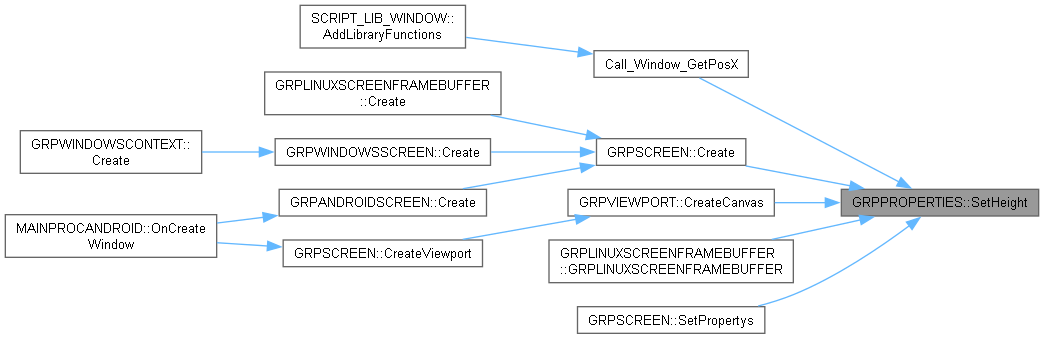 SCRIPT_LIB_WINDOW::
AddLibraryFunctions
Call_Window_GetPosX
GRPLINUXSCREENFRAMEBUFFER
::Create
GRPWINDOWSCONTEXT::
Create
GRPWINDOWSSCREEN::Create
GRPSCREEN::Create
GRPANDROIDSCREEN::Create
GRPVIEWPORT::CreateCanvas
GRPPROPERTIES::SetHeight
MAINPROCANDROID::OnCreate
Window
GRPSCREEN::CreateViewport
GRPLINUXSCREENFRAMEBUFFER
::GRPLINUXSCREENFRAMEBUFFER
GRPSCREEN::SetPropertys